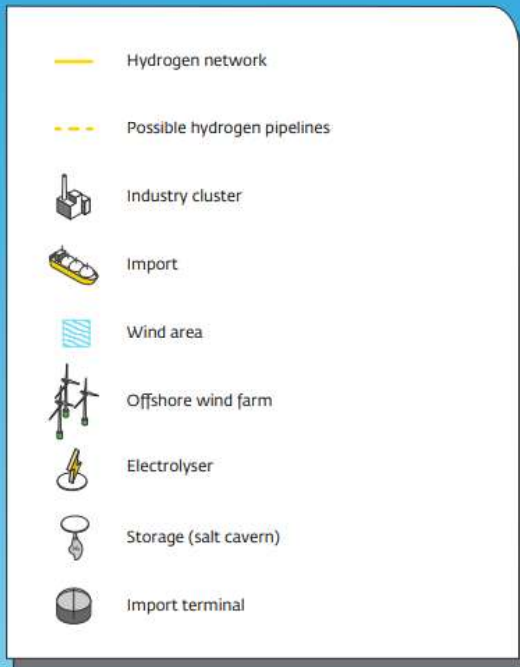 Hydrogen network
Possible hydrogen pipelines
Industry cluster
Import
Wind area
Offshore wind farm
Electrolyser
Storage (salt cavern)
Import terminal